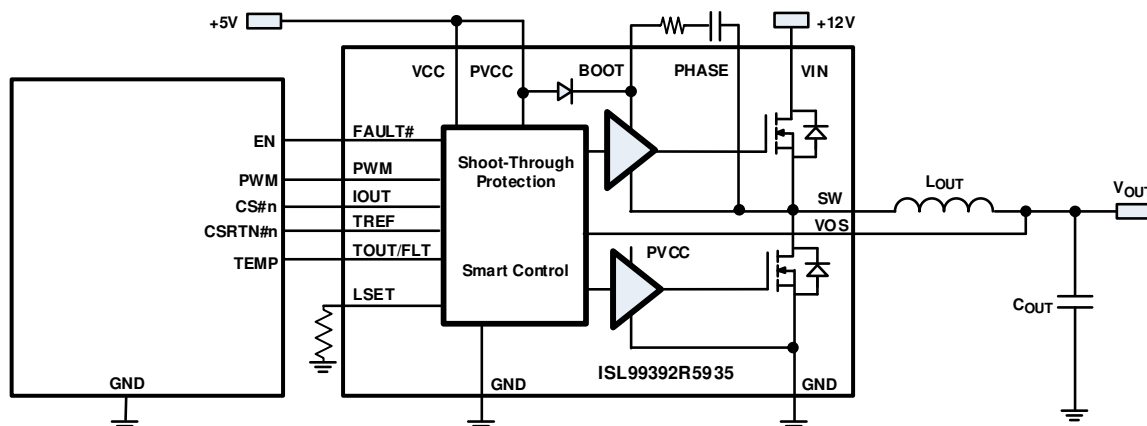 +5V
+12V
VCC
PVCC
BOOT
PHASE
VIN
EN
FAULT#
PWM
PWM
CS#n
IOUT
CSRTN#n
TREF
TEMP
TOUT/FLT
LSET
Shoot-Through
Protection
Smart Control
SW
VOS
PVCC
LOUT
VOUT
COUT
ISL99392R5935
GND
GND
GND